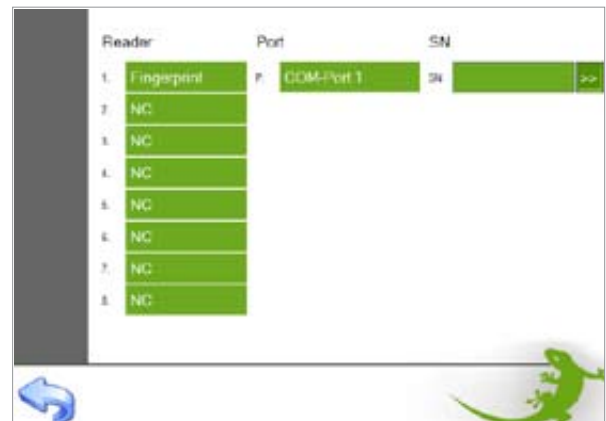 Reader Port SN
1. Fingerprint P. COM-Port 1 SN >>
2. NC
3. NC
4. NC
5. NC
6. NC
7. NC
8. NC